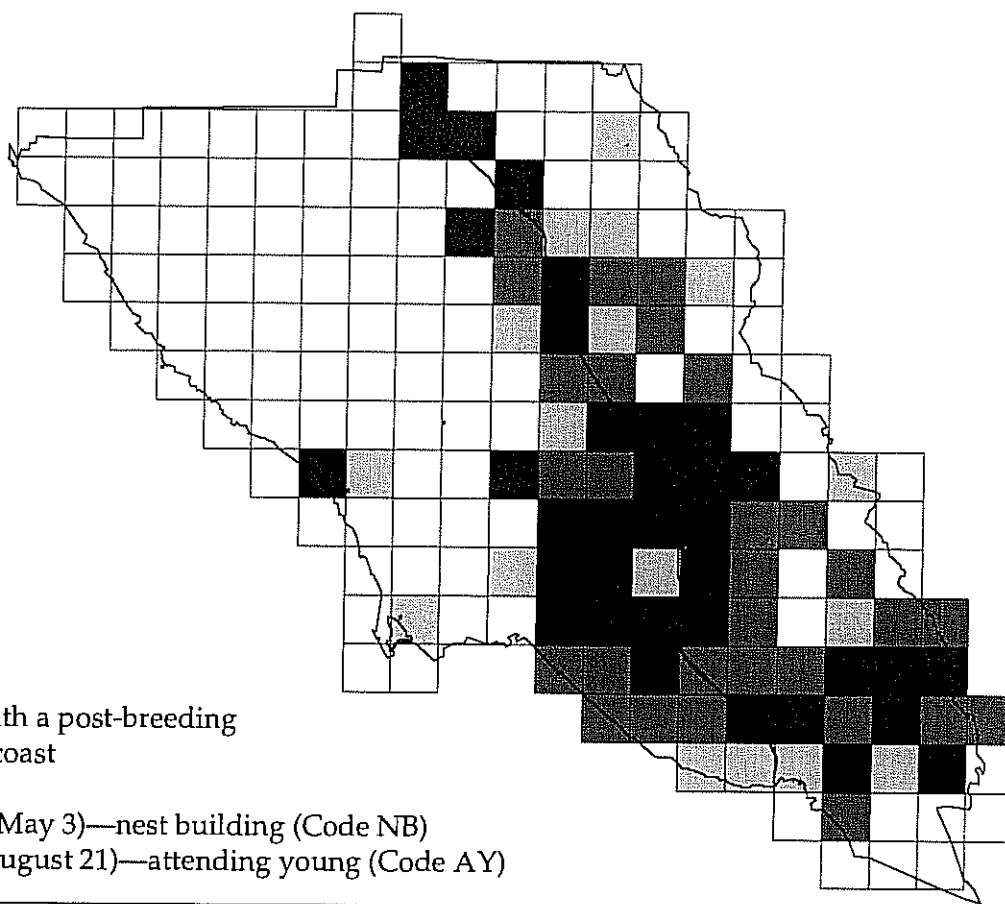 th a post-breeding
coast
May 3)—nest building (Code NB)
ugust 21)—attending young (Code AY)